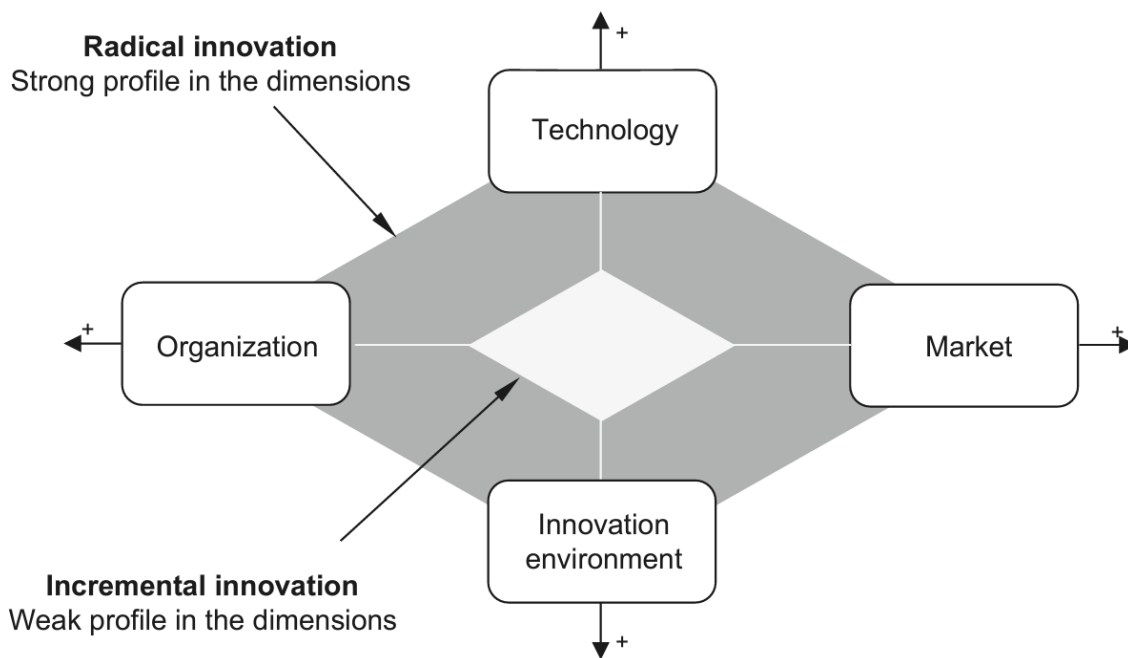 Radical innovation
Strong profile in the dimensions
+
Technology
+
Organization
Market
+
Innovation
environment
Incremental innovation
Weak profile in the dimensions
+